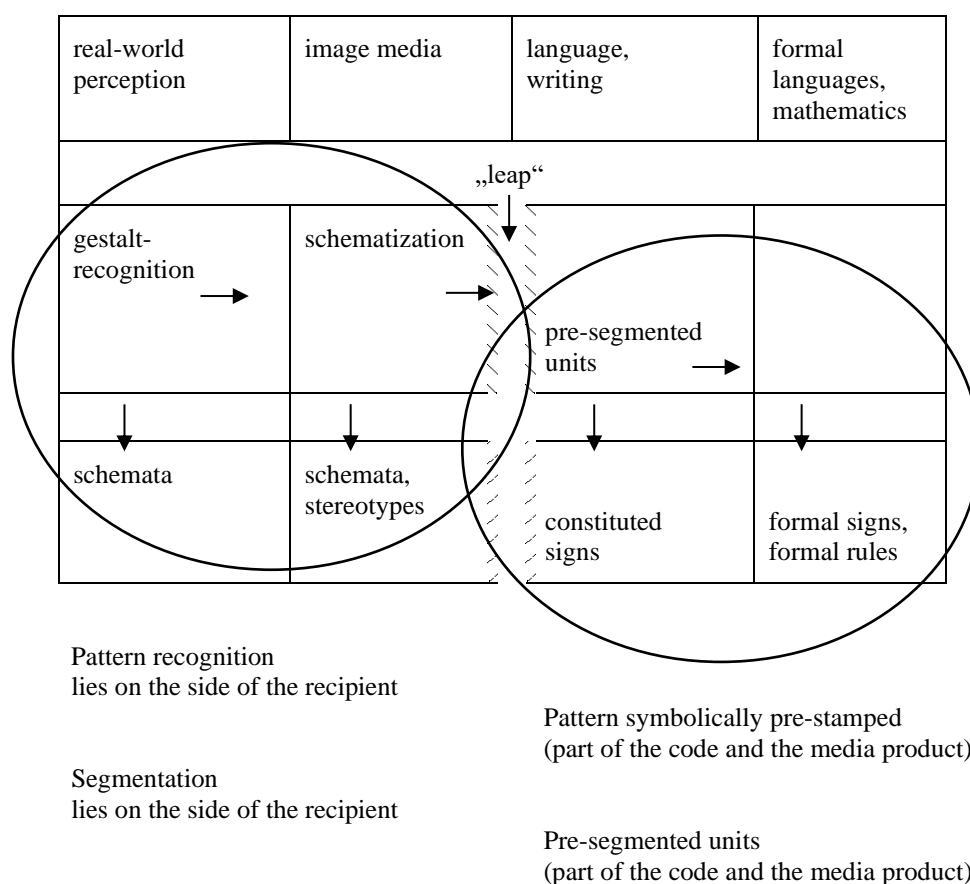 real-world
perception
image media
language,
writing
formal
languages,
mathematics
„leap“
gestalt-
recognition
schematization
pre-segmented
units
schemata
schemata,
stereotypes
constituted
signs
formal signs,
formal rules
Pattern recognition
lies on the side of the recipient
Pattern symbolically pre-stamped
(part of the code and the media product)
Segmentation
lies on the side of the recipient
Pre-segmented units
(part of the code and the media product)